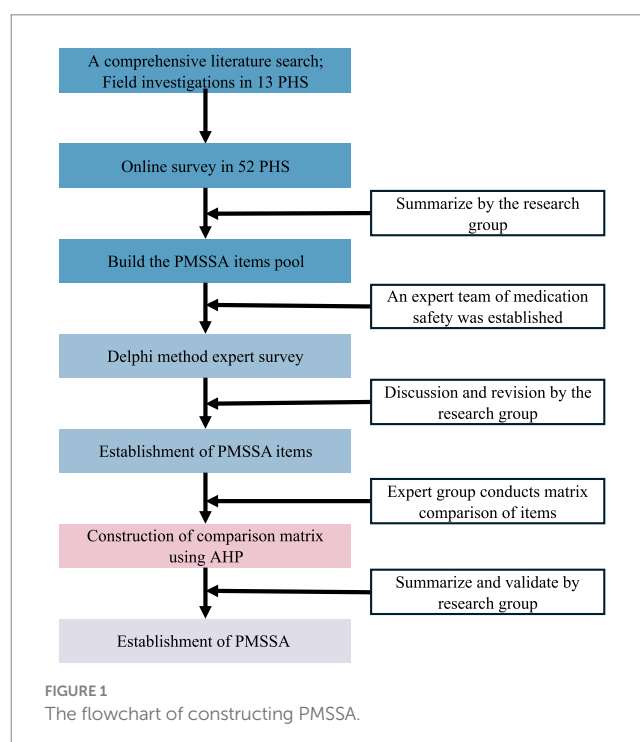 A comprehensive literature search;
Field investigations in 13 PHS
Online survey in 52 PHS
Summarize by the research
group
Build the PMSSA items pool
An expert team of medication
safety was established
Delphi method expert survey
Discussion and revision by the
research group
Establishment of PMSSA items
Expert group conducts matrix
comparison of items
Construction of comparison matrix
using AHP
Summarize and validate by
research group
Establishment of PMSSA
FIGURE 1
The flowchart of constructing PMSSA.